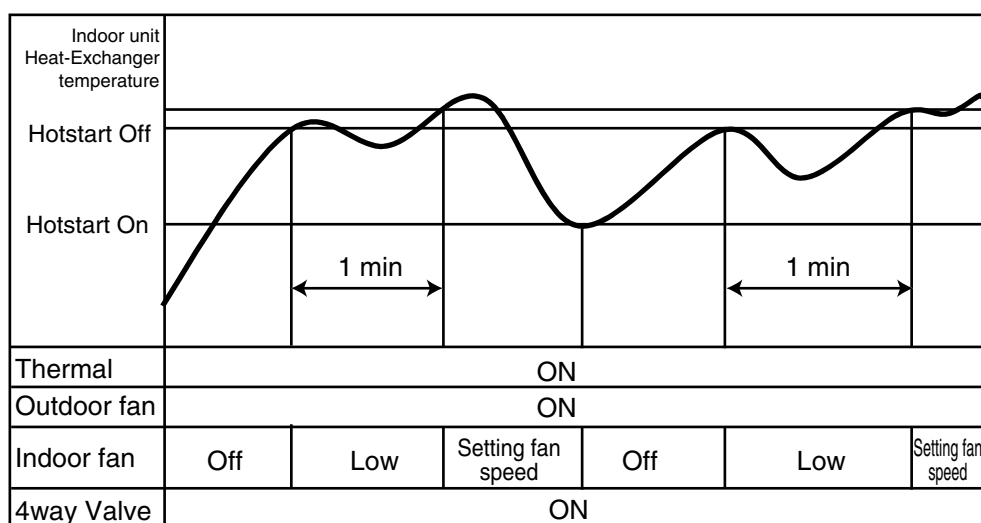 Indoor unit
Heat-Exchanger
temperature
Hotstart Off
Hotstart On
1 min
1 min
Thermal
ON
Outdoor fan
ON
Indoor fan
Off
Low
Setting fan
speed
Off
Low
Setting fan
speed
4way Valve
ON